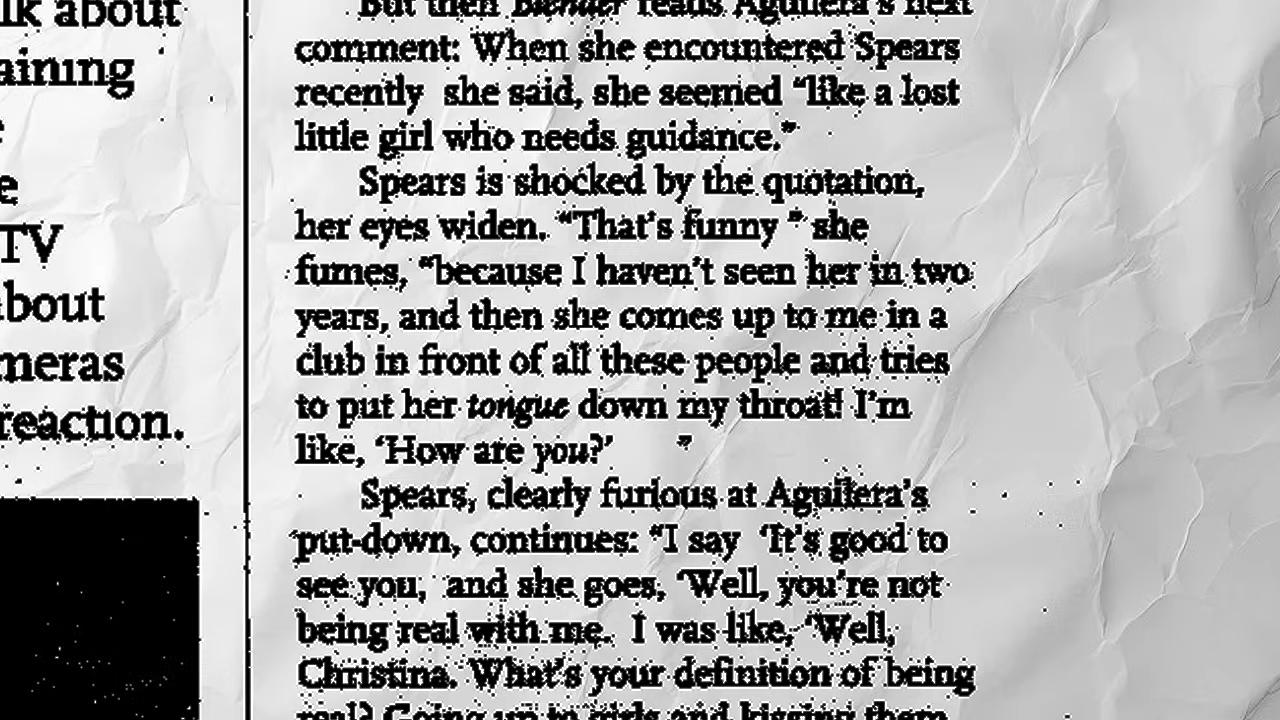 lk about
aining
e
TV
bout
meras
reaction.
But then Blender reads Aguilera's next
comment: When she encountered Spears
recently she said, she seemed “like a lost
little girl who needs guidance.”
Spears is shocked by the quotation,
her eyes widen. “That's funny ” she
fumes, “because I haven't seen her in two
years, and then she comes up to me in a
club in front of all these people and tries
to put her tongue down my throat! I'm
like, ‘How are you?’ ”
Spears, clearly furious at Aguilera's
put-down, continues: “I say ‘It's good to
see you, and she goes, ‘Well, you're not
being real with me. I was like, ‘Well,
Christina. What's your definition of being
real? Going up to girls and kissing them